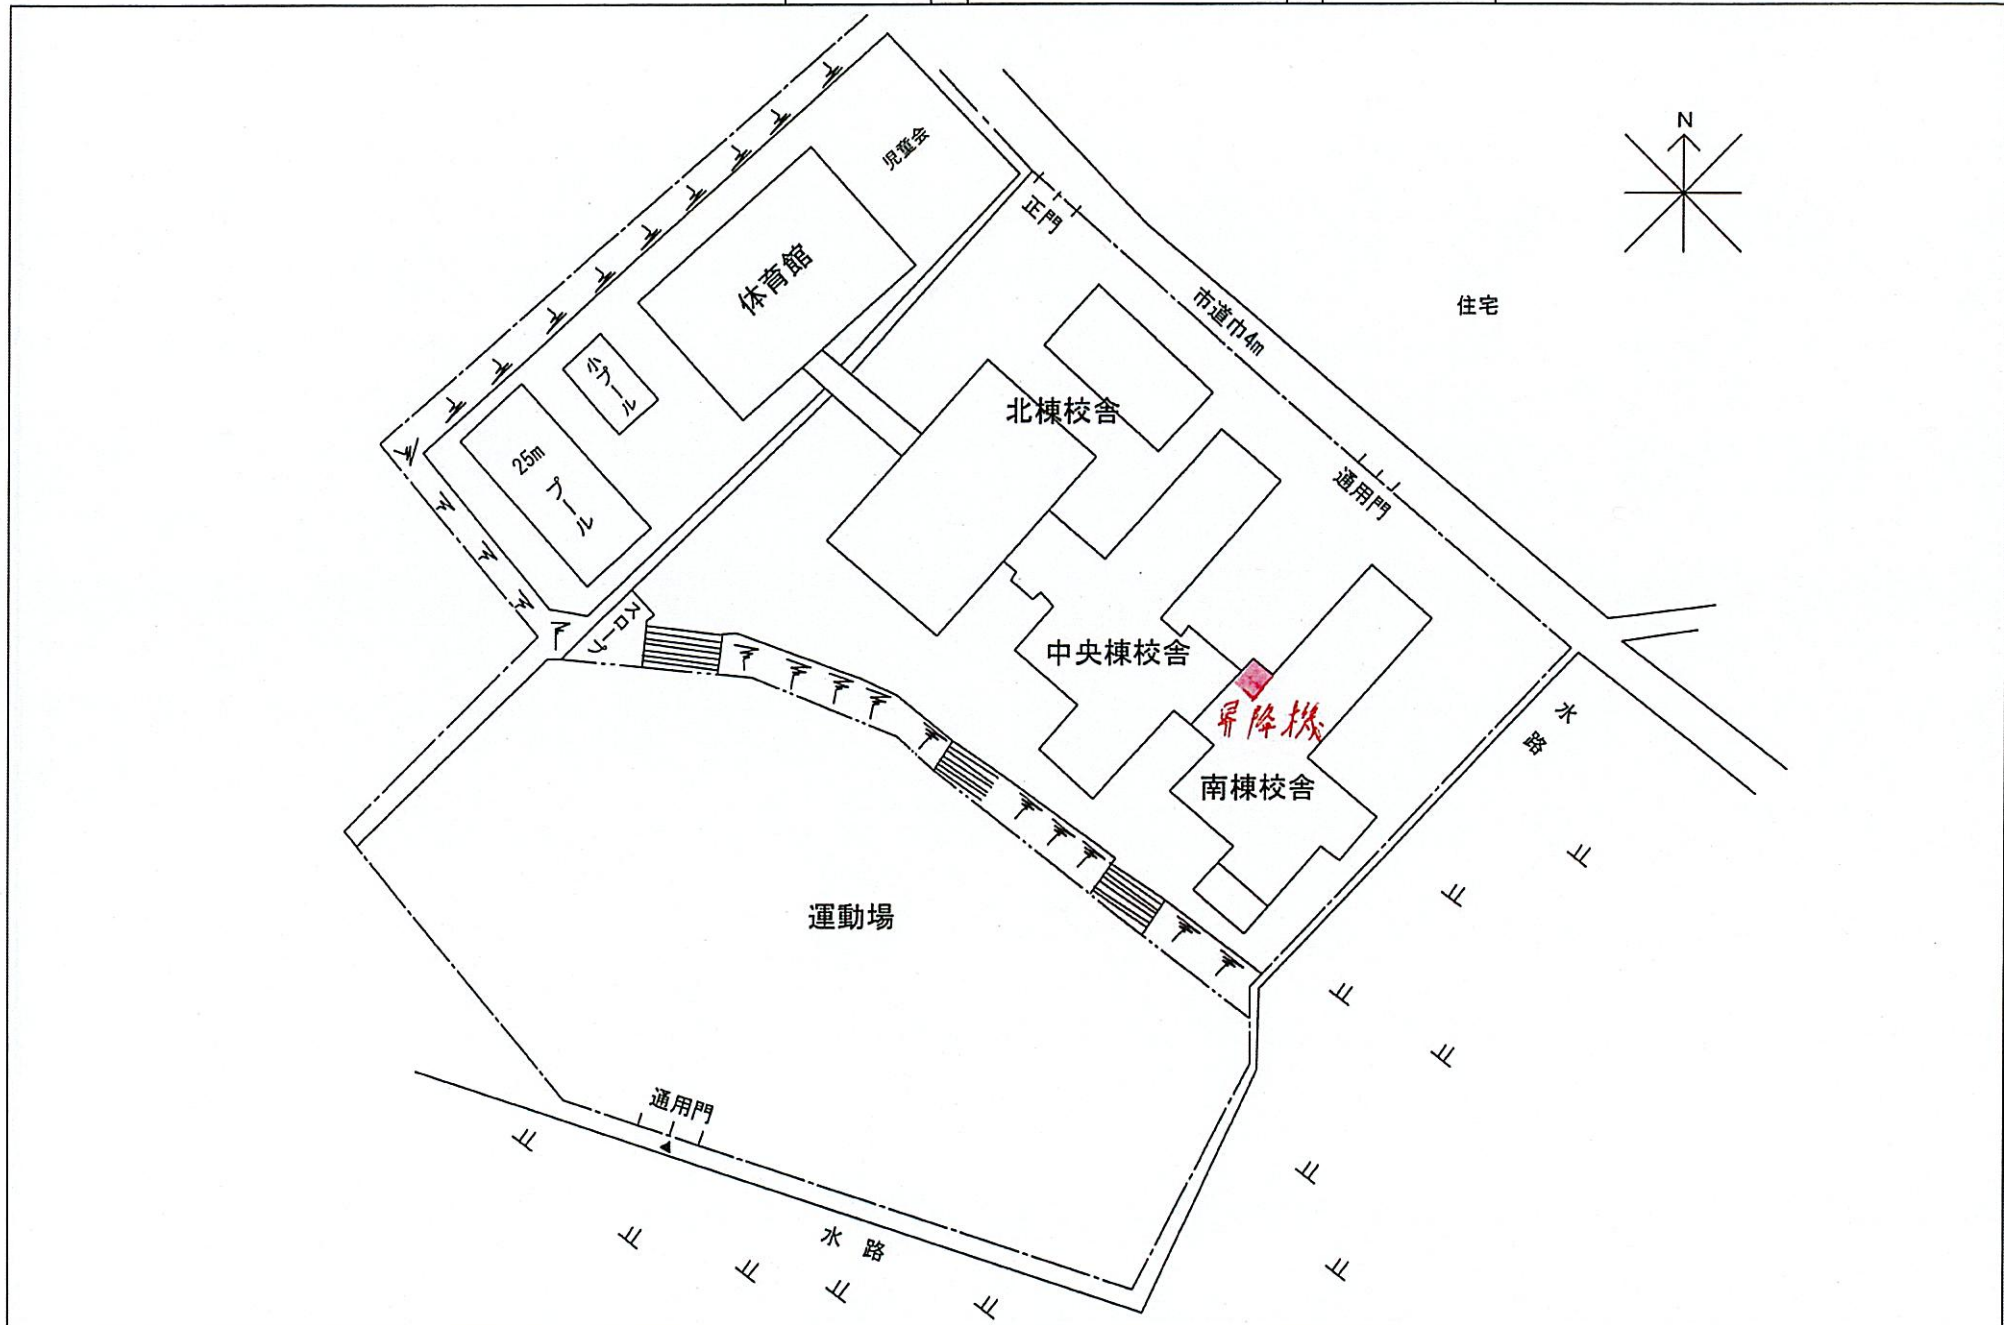 N
児童会
正門
体育館
市道巾4m
住宅
小プール
北棟校舎
25m
プール
通用門
スロープ
中央棟校舎
昇降機
水路
南棟校舎
運動場
通用門
水路